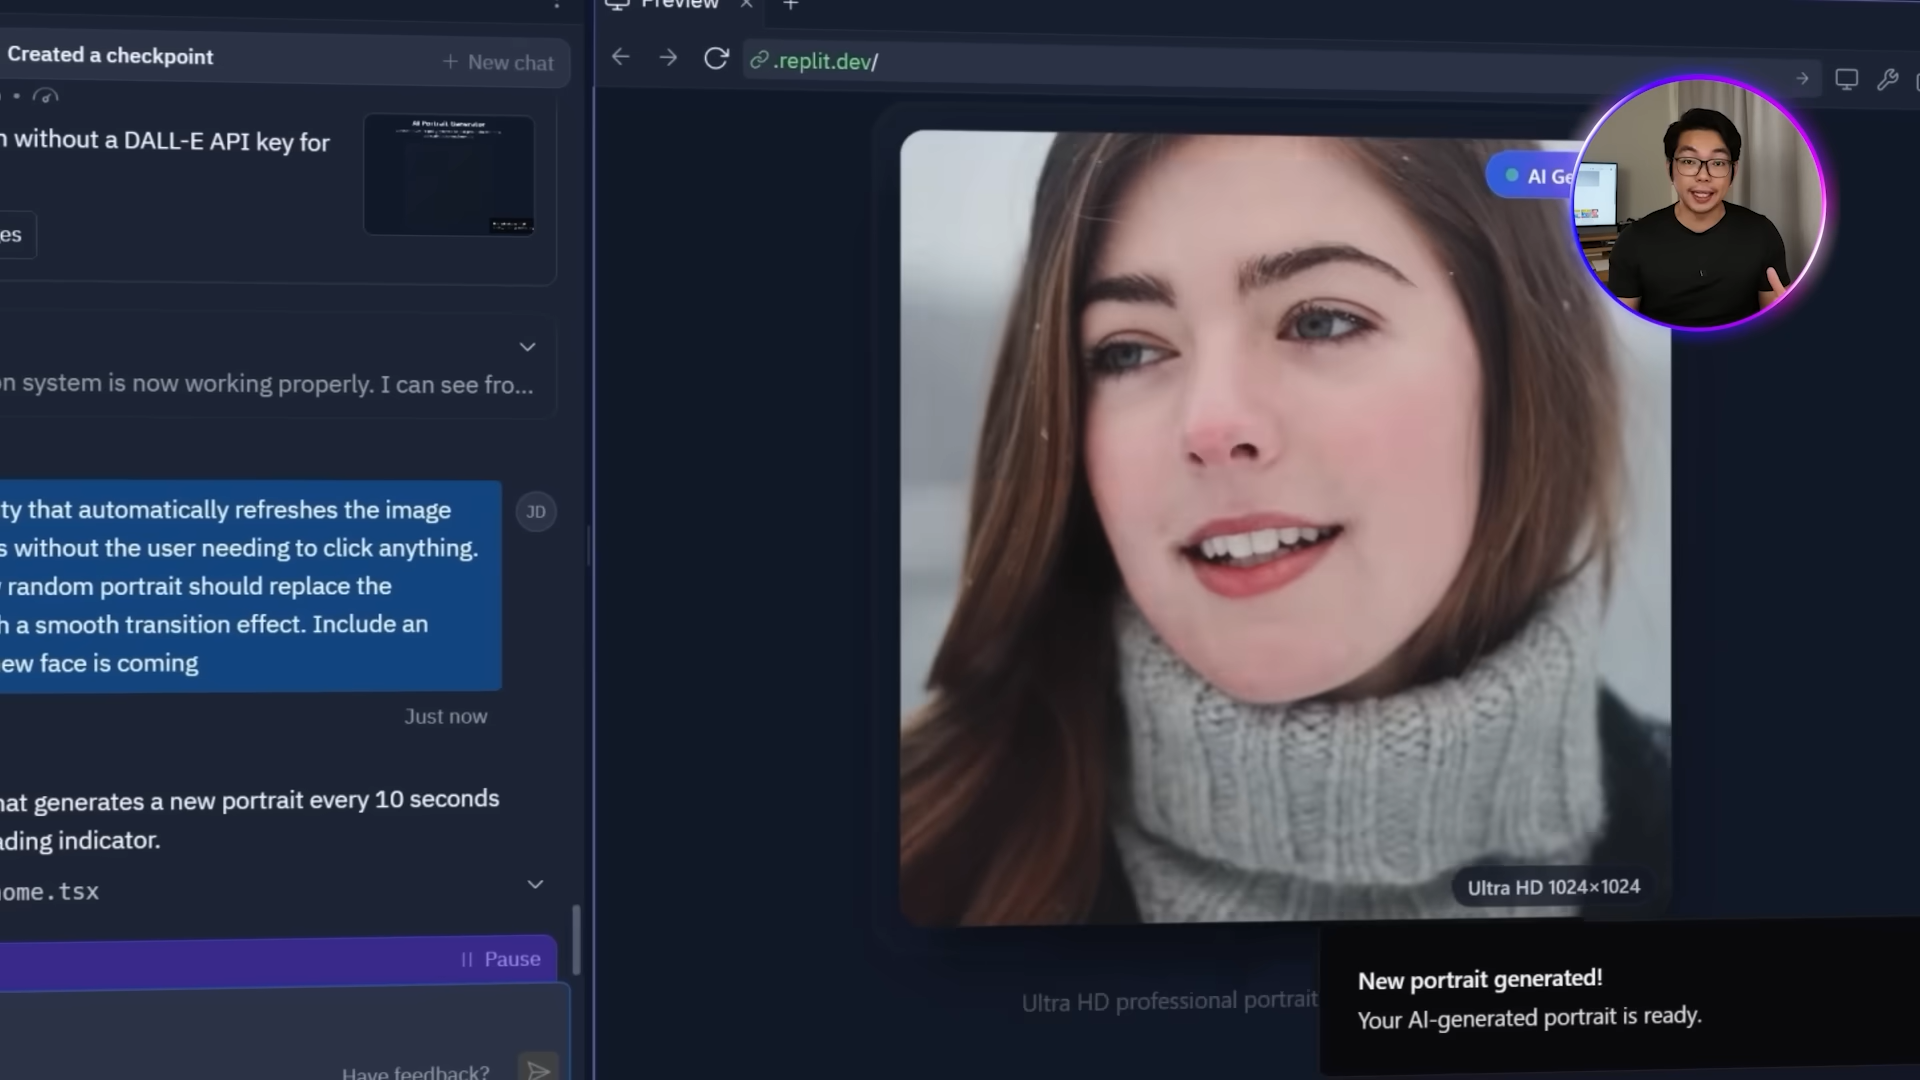 Preview
Created a checkpoint
New chat
.replit.dev/
without a DALL-E API key for
AI Portrait Generator
AI
es
on system is now working properly. I can see fro...
ty that automatically refreshes the image
s without the user needing to click anything.
random portrait should replace the
h a smooth transition effect. Include an
ew face is coming
JD
Just now
hat generates a new portrait every 10 seconds
ading indicator.
home.tsx
Pause
Have feedback?
Ultra HD 1024×1024
Ultra HD professional portrait
New portrait generated!
Your AI-generated portrait is ready.